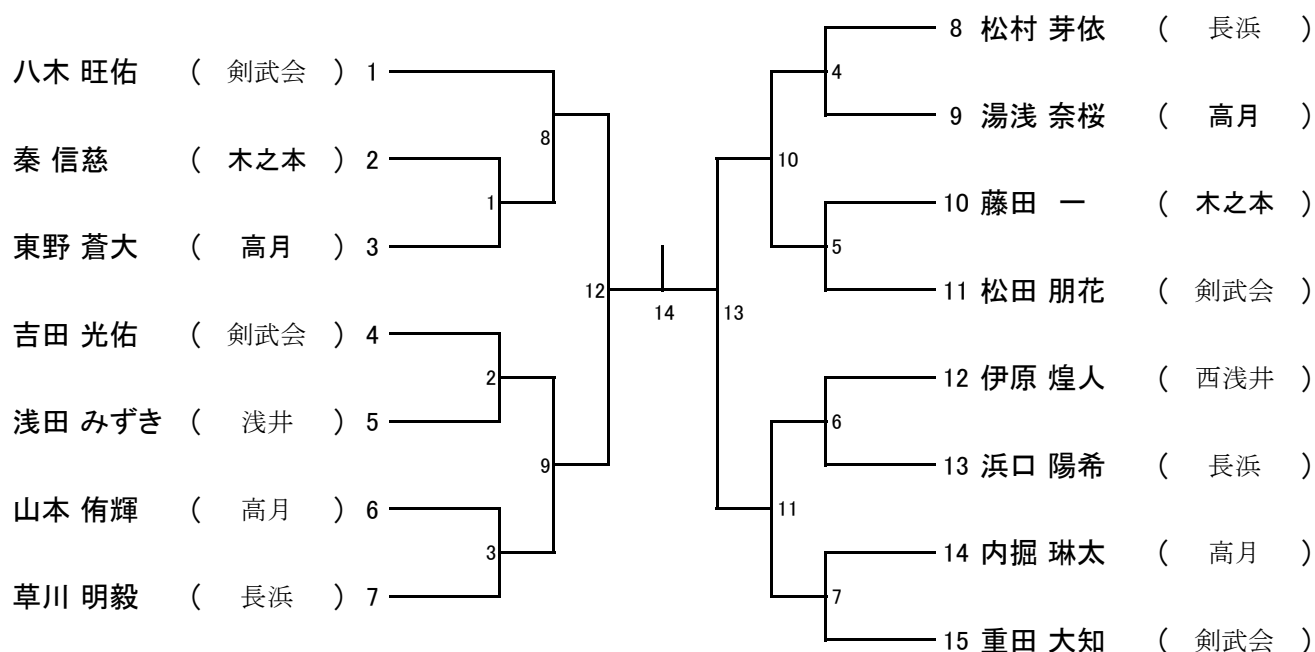 八木 旺佑 ( 剣武会 ) 1
秦 信慈 ( 木之本 ) 2
東野 蒼大 ( 高月 ) 3
吉田 光佑 ( 剣武会 ) 4
浅田 みずき ( 浅井 ) 5
山本 侑輝 ( 高月 ) 6
草川 明毅 ( 長浜 ) 7
8
1
2
9
3
12
14
13
10
4
5
11
6
7
8 松村 芽依 ( 長浜 )
9 湯浅 奈桜 ( 高月 )
10 藤田 一 ( 木之本 )
11 松田 朋花 ( 剣武会 )
12 伊原 煌人 ( 西浅井 )
13 浜口 陽希 ( 長浜 )
14 内掘 琳太 ( 高月 )
15 重田 大知 ( 剣武会 )